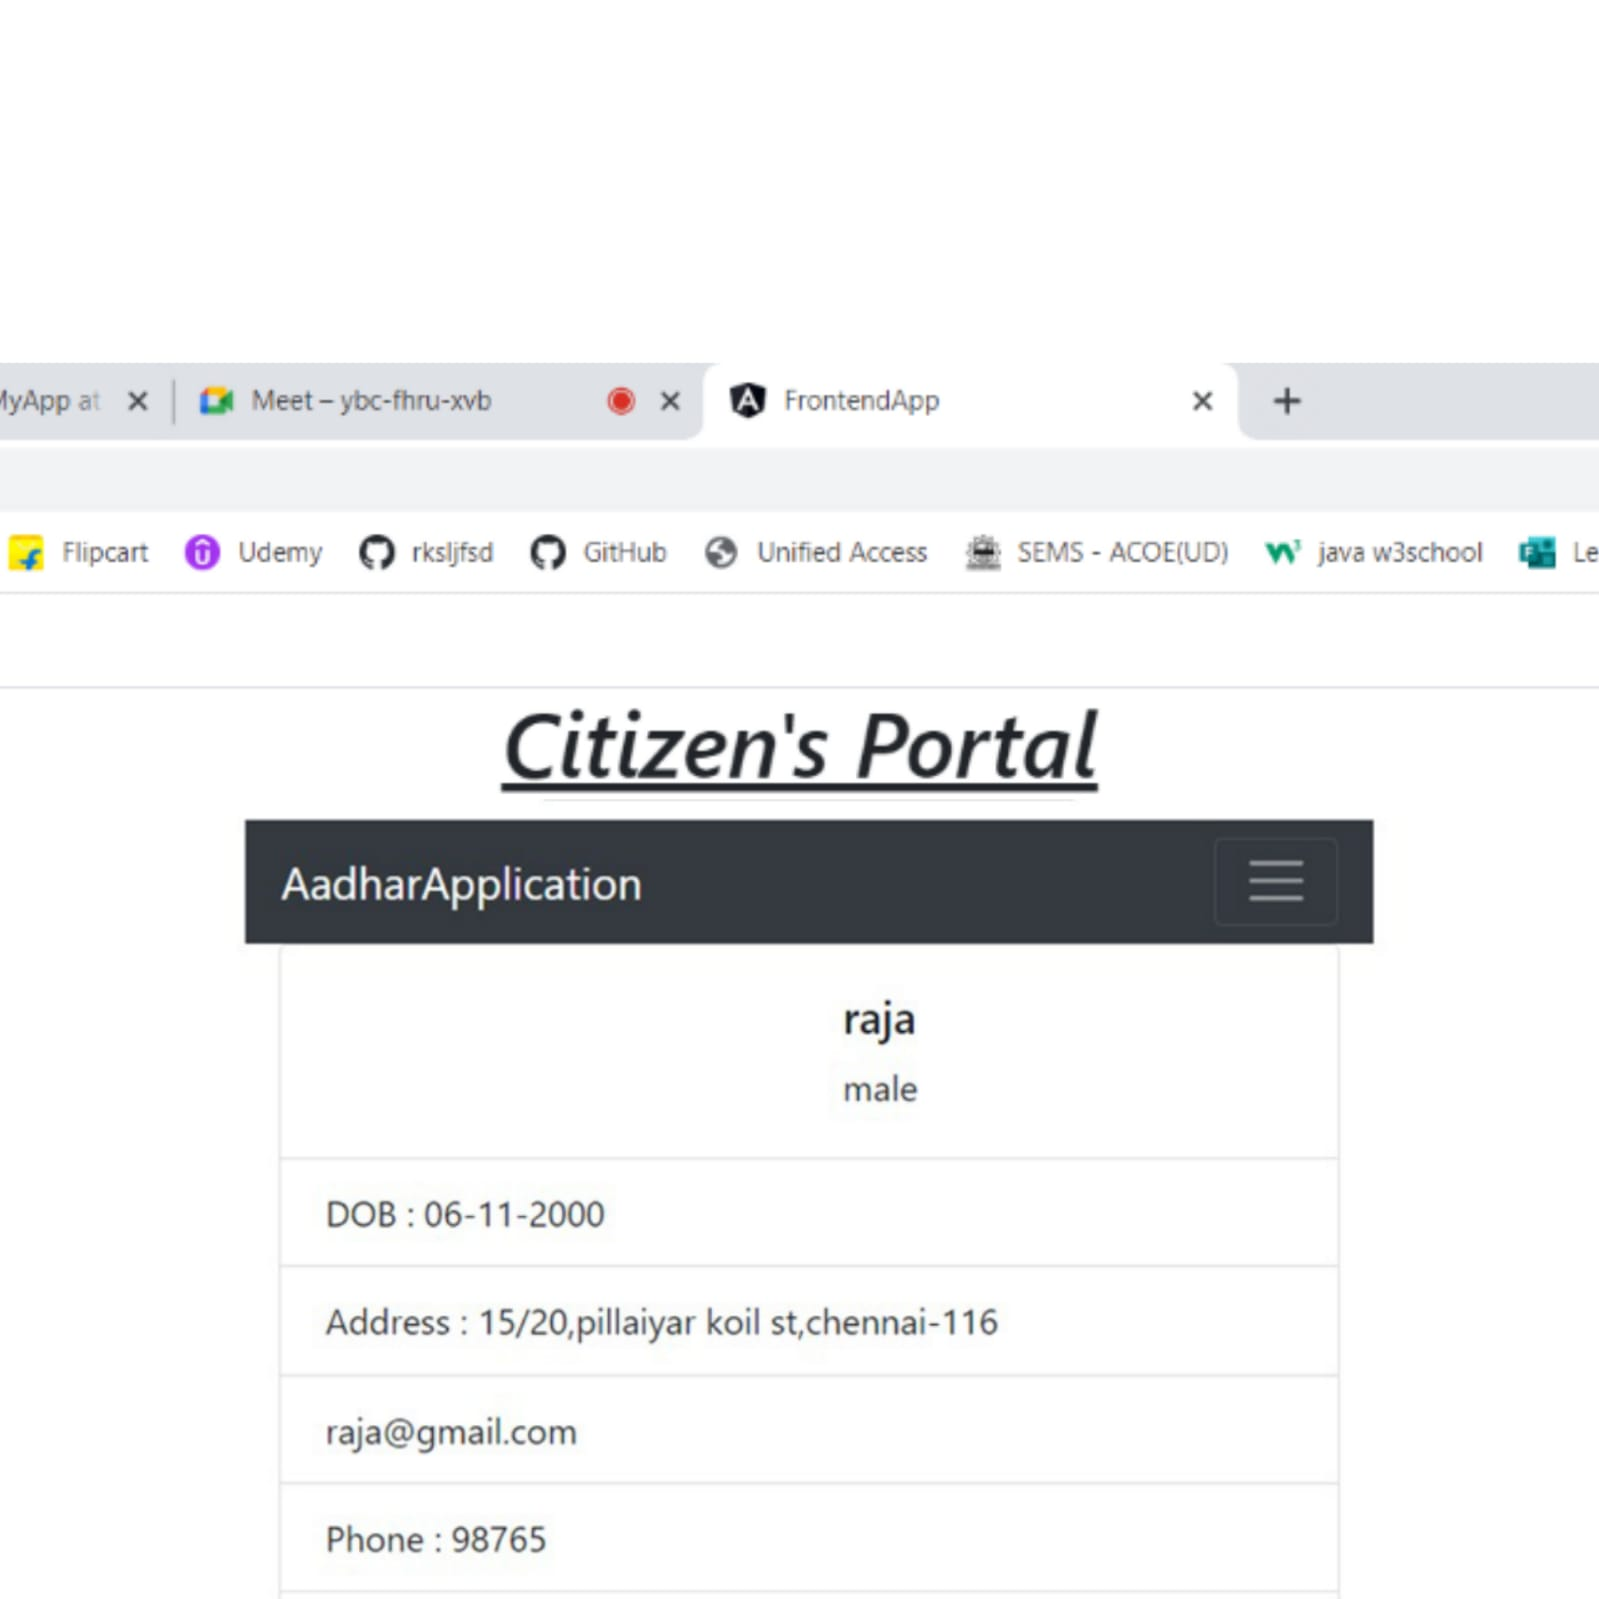 MyApp at
Meet – ybc-fhru-xvb
FrontendApp
Flipcart Udemy rksljfsd GitHub Unified Access SEMS - ACOE(UD) java w3school Le
Citizen's Portal
AadharApplication
raja
male
DOB : 06-11-2000
Address : 15/20,pillaiyar koil st,chennai-116
raja@gmail.com
Phone : 98765